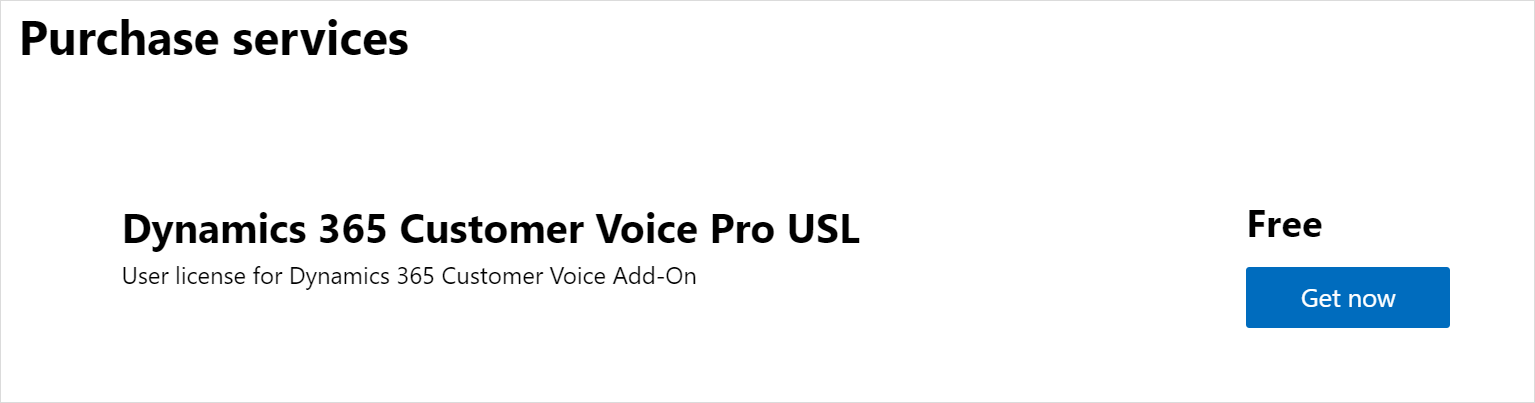 Purchase services
Dynamics 365 Customer Voice Pro USL
Free
User license for Dynamics 365 Customer Voice Add-On
Get now